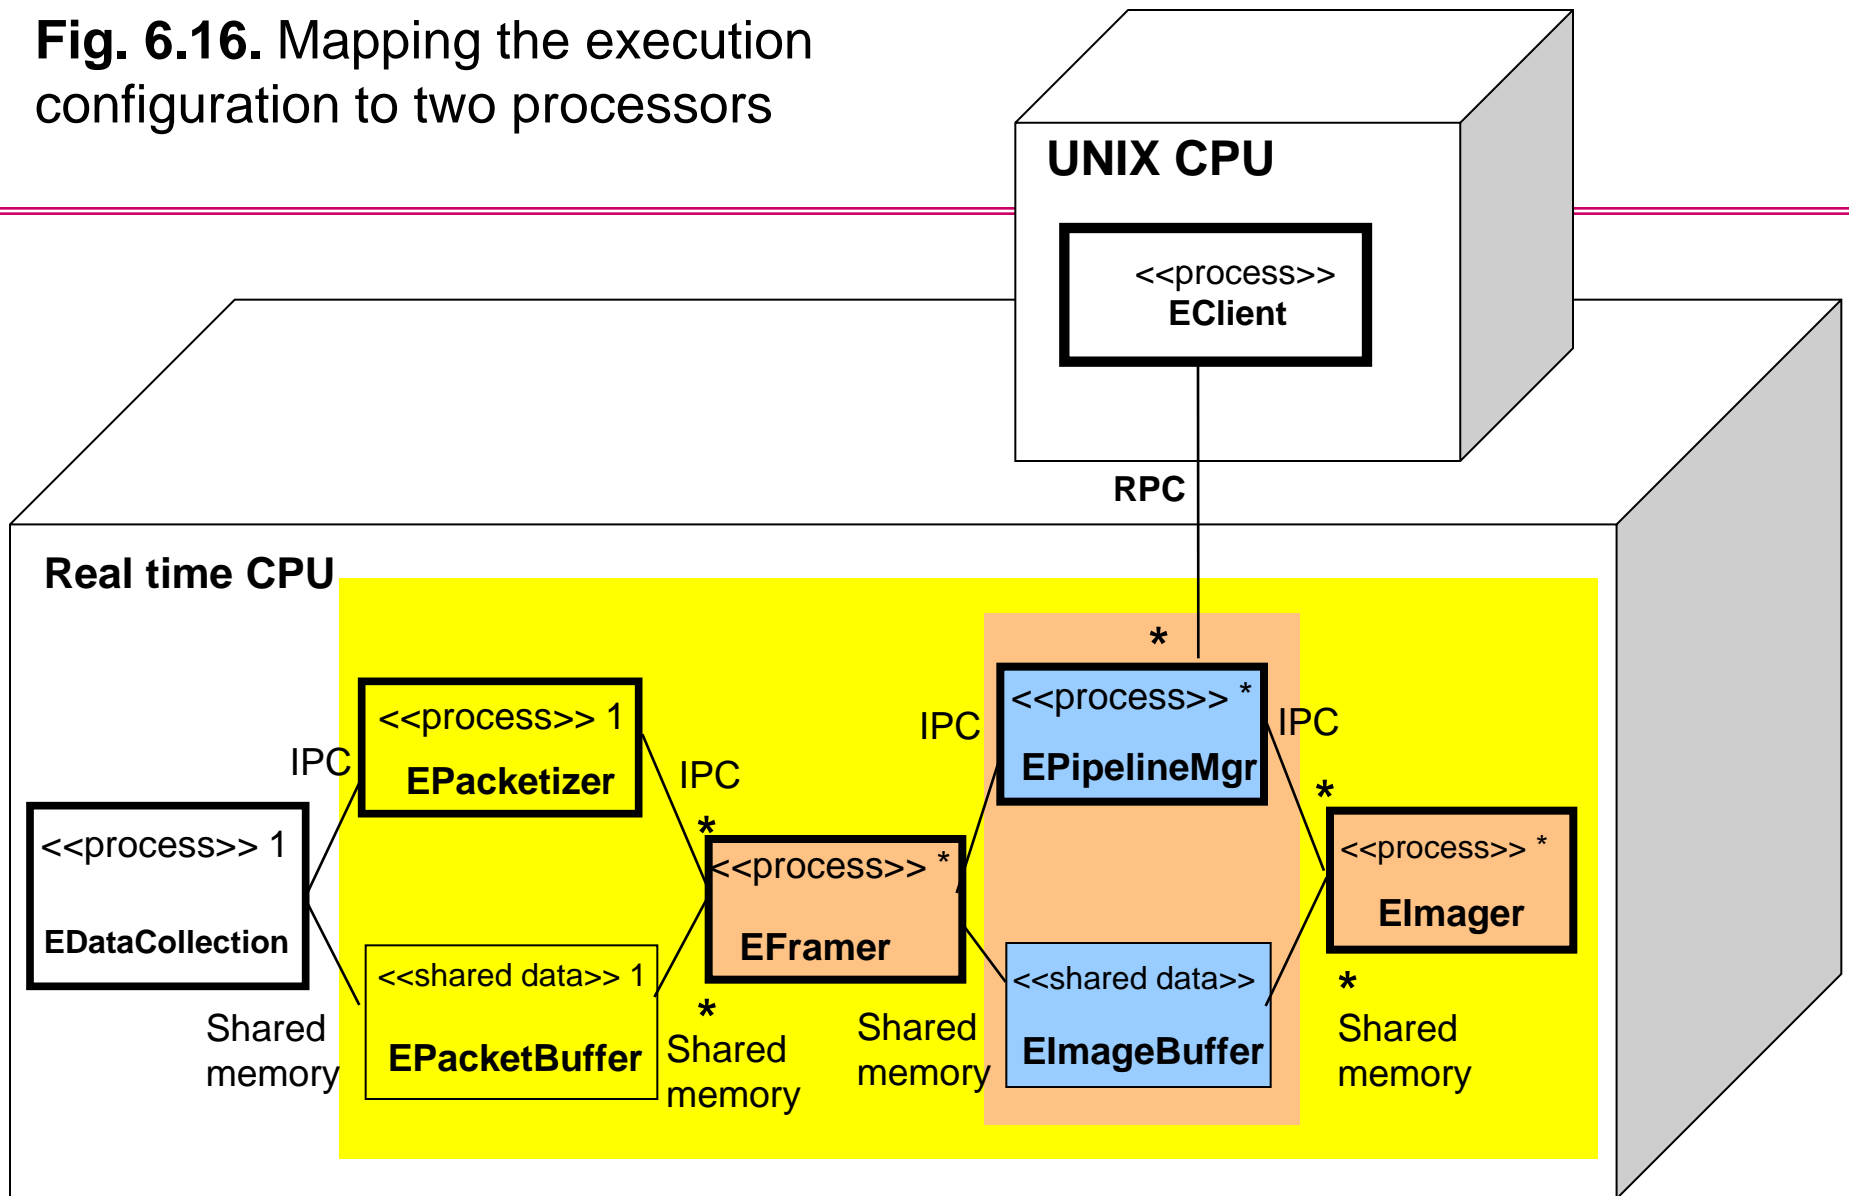 Fig. 6.16. Mapping the execution
configuration to two processors
UNIX CPU
<<process>>
EClient
RPC
Real time CPU
*
<<process>> 1
EPacketizer
IPC
IPC
<<process>> *
EPipelineMgr
IPC
IPC
<<process>> 1
EDataCollection
*
<<process>> *
EFramer
*
<<process>> *
EImager
<<shared data>> 1
EPacketBuffer
<<shared data>>
EImageBuffer
Shared
memory
*
Shared
memory
Shared
memory
*
Shared
memory